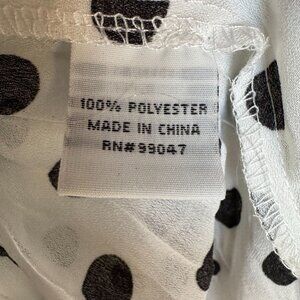 100% POLYESTER
MADE IN CHINA
RN#99047